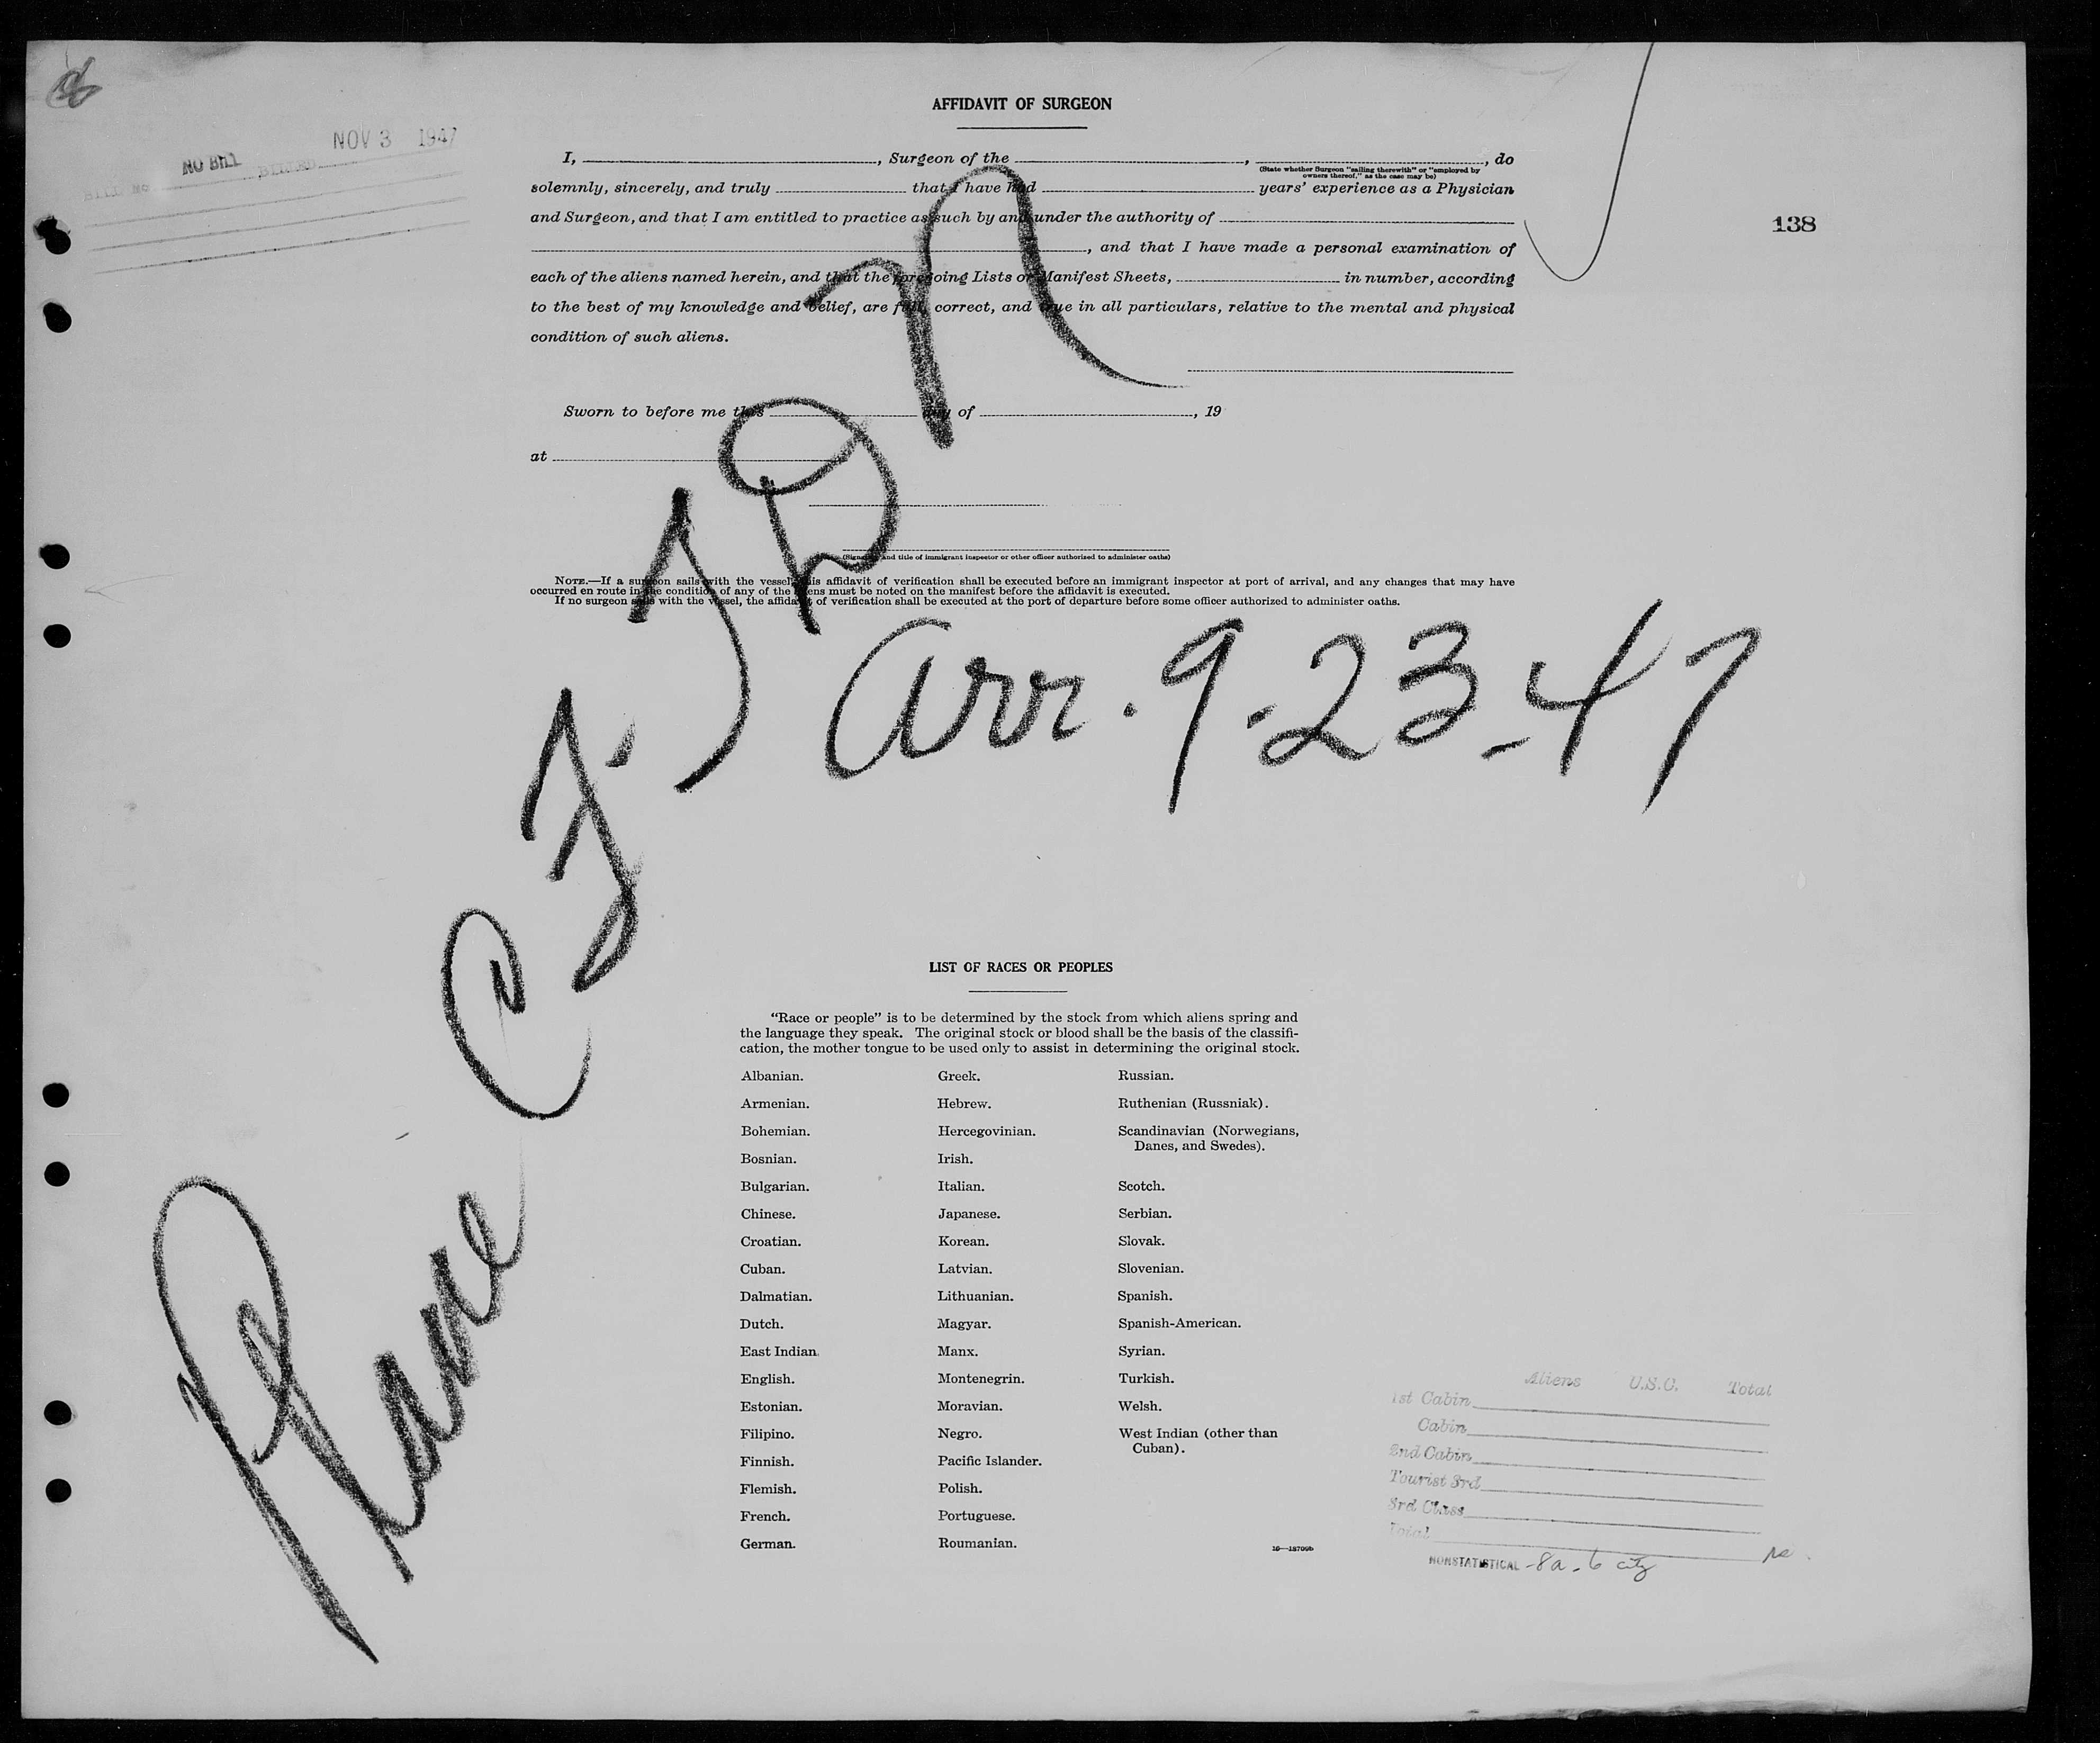 AFFIDAVIT OF SURGEON
NO BILL
BILLED
NOV 3 1947
138
I, , Surgeon of the , , do
(State whether Surgeon "sailing therewith" or "employed by
owners thereof," as the case may be)
solemnly, sincerely, and truly that I have had years' experience as a Physician
and Surgeon, and that I am entitled to practice as such by and under the authority of
, and that I have made a personal examination of
each of the aliens named herein, and that the foregoing Lists or Manifest Sheets, in number, according
to the best of my knowledge and belief, are full, correct, and true in all particulars, relative to the mental and physical
condition of such aliens.
Sworn to before me this day of , 19
at
(Signature and title of immigrant inspector or other officer authorized to administer oaths)
NOTE.—If a surgeon sails with the vessel, this affidavit of verification shall be executed before an immigrant inspector at port of arrival, and any changes that may have
occurred en route in the condition of any of the aliens must be noted on the manifest before the affidavit is executed.
If no surgeon sails with the vessel, the affidavit of verification shall be executed at the port of departure before some officer authorized to administer oaths.
Plane CF-TDN
arr. 9-23-47
LIST OF RACES OR PEOPLES
"Race or people" is to be determined by the stock from which aliens spring and
the language they speak. The original stock or blood shall be the basis of the classifi-
cation, the mother tongue to be used only to assist in determining the original stock.
Albanian.
Armenian.
Bohemian.
Bosnian.
Bulgarian.
Chinese.
Croatian.
Cuban.
Dalmatian.
Dutch.
East Indian.
English.
Estonian.
Filipino.
Finnish.
Flemish.
French.
German.
Greek.
Hebrew.
Hercegovinian.
Irish.
Italian.
Japanese.
Korean.
Latvian.
Lithuanian.
Magyar.
Manx.
Montenegrin.
Moravian.
Negro.
Pacific Islander.
Polish.
Portuguese.
Roumanian.
Russian.
Ruthenian (Russniak).
Scandinavian (Norwegians,
Danes, and Swedes).
Scotch.
Serbian.
Slovak.
Slovenian.
Spanish.
Spanish-American.
Syrian.
Turkish.
Welsh.
West Indian (other than
Cuban).
16—18709b
Aliens U.S.C. Total
1st Cabin
Cabin
2nd Cabin
Tourist 3rd
3rd Class
Total
NONSTATISTICAL -8a - 6 city